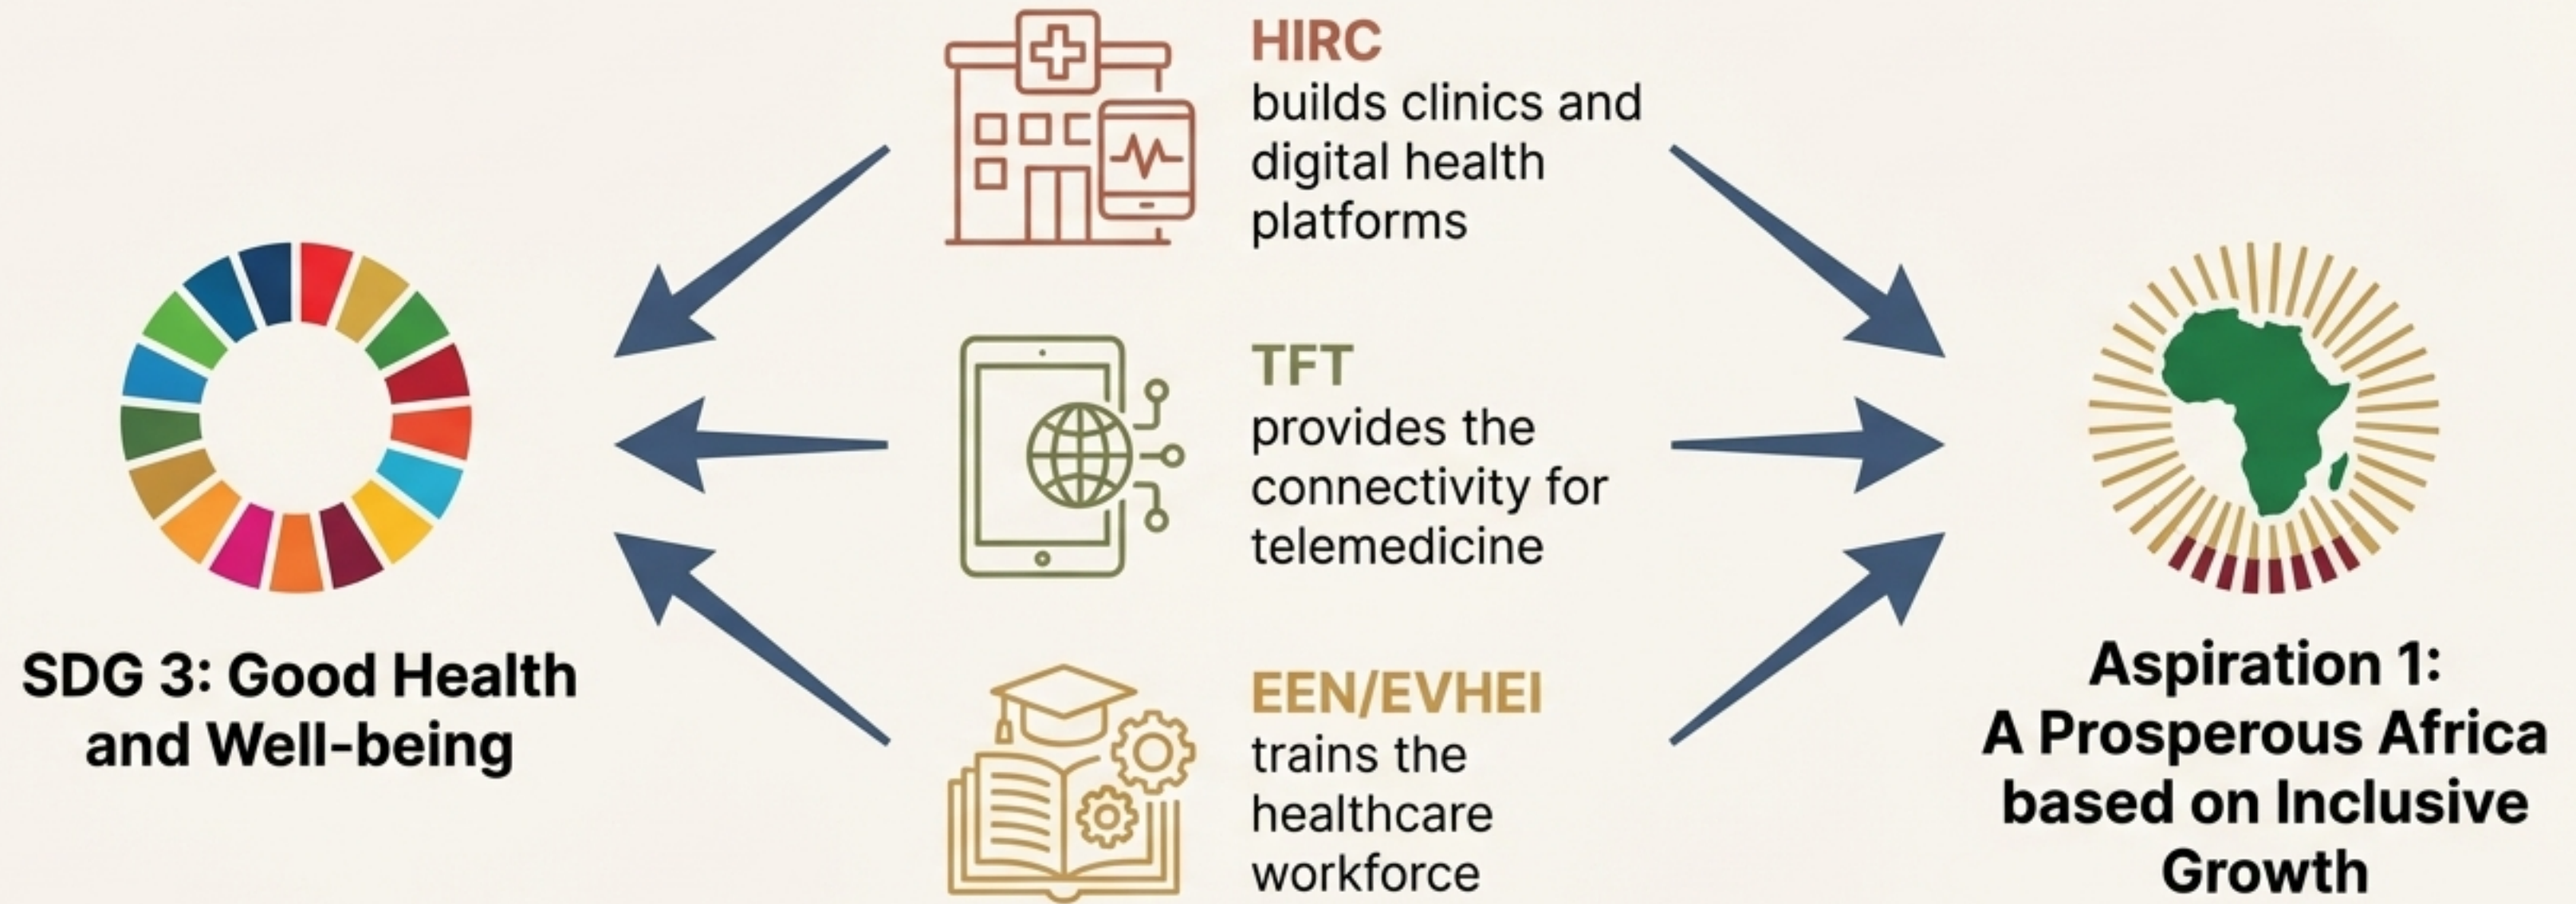 SDG 3: Good Health
and Well-being
HIRC
builds clinics and
digital health
platforms
TFT
provides the
connectivity for
telemedicine
EEN/EVHEI
trains the
healthcare
workforce
Aspiration 1:
A Prosperous Africa
based on Inclusive
Growth